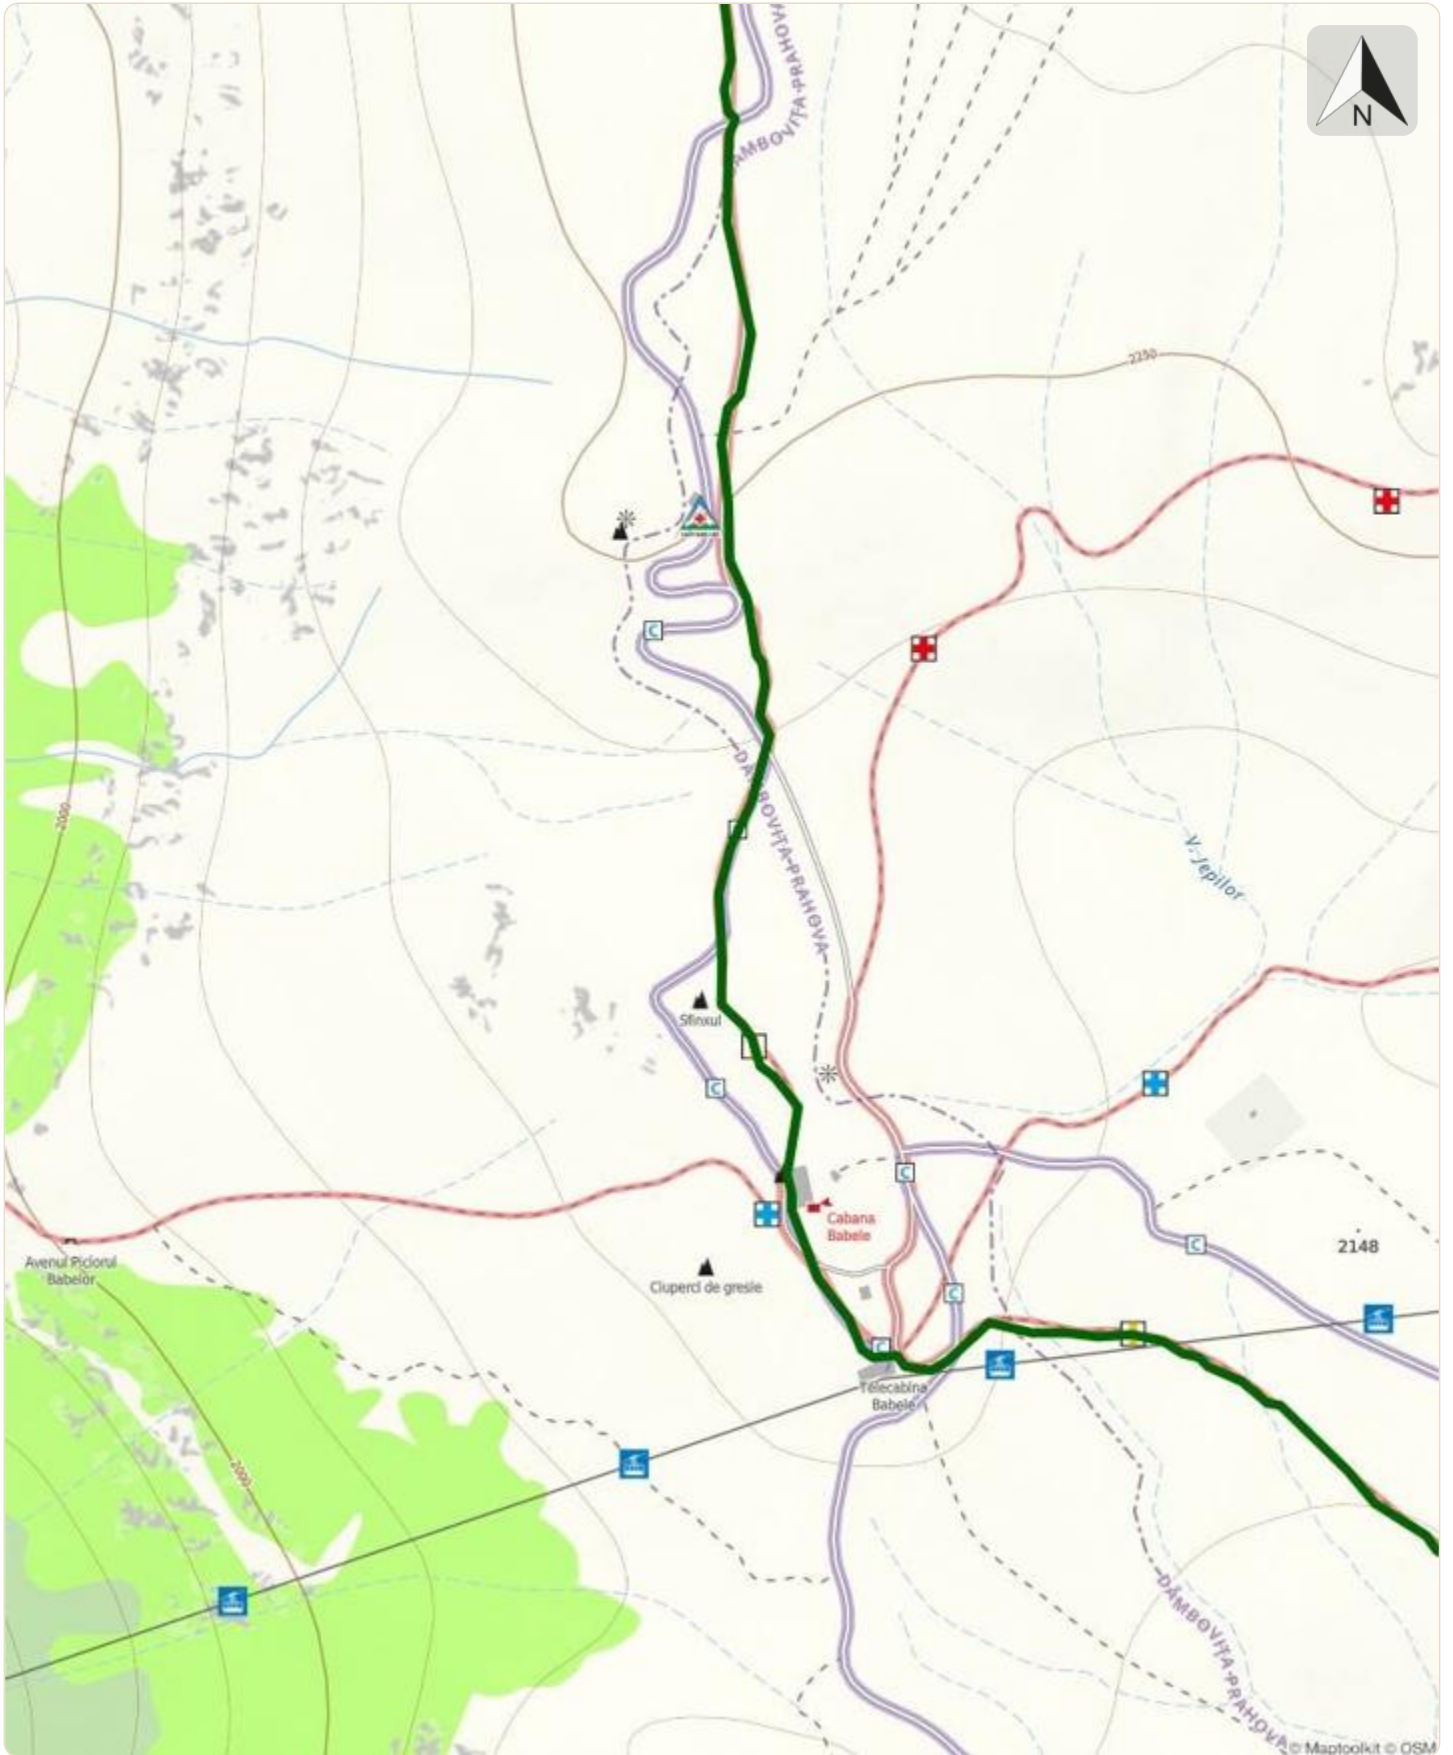 DÂMBOVIȚA-PRAHOVA
N
2250
2000
DÂMBOVIȚA-PRAHOVA
C
V. Jepilor
Sfinxul
C
C
Cabana
Babele
Avenul Piciorul
Babelor
Ciuperci de gresie
C
2148
C
C
Telecabina
Babele
2000
DÂMBOVIȚA-PRAHOVA
© Maptoolkit © OSM